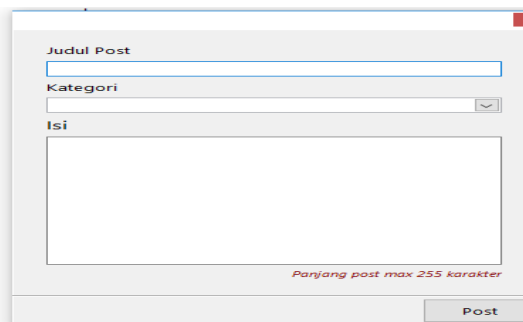 Judul Post
Kategori
Isi
Panjang post max 255 karakter
Post